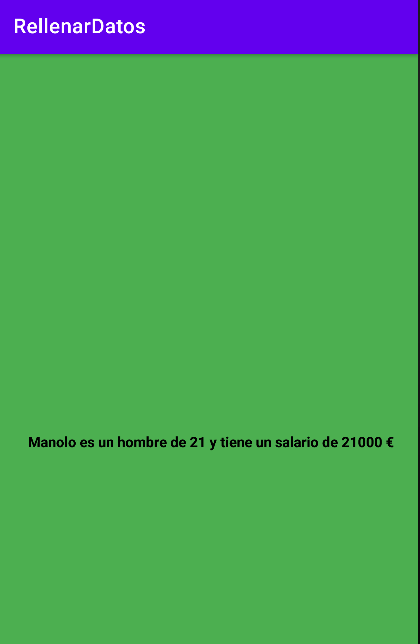 RellenarDatos
Manolo es un hombre de 21 y tiene un salario de 21000 €